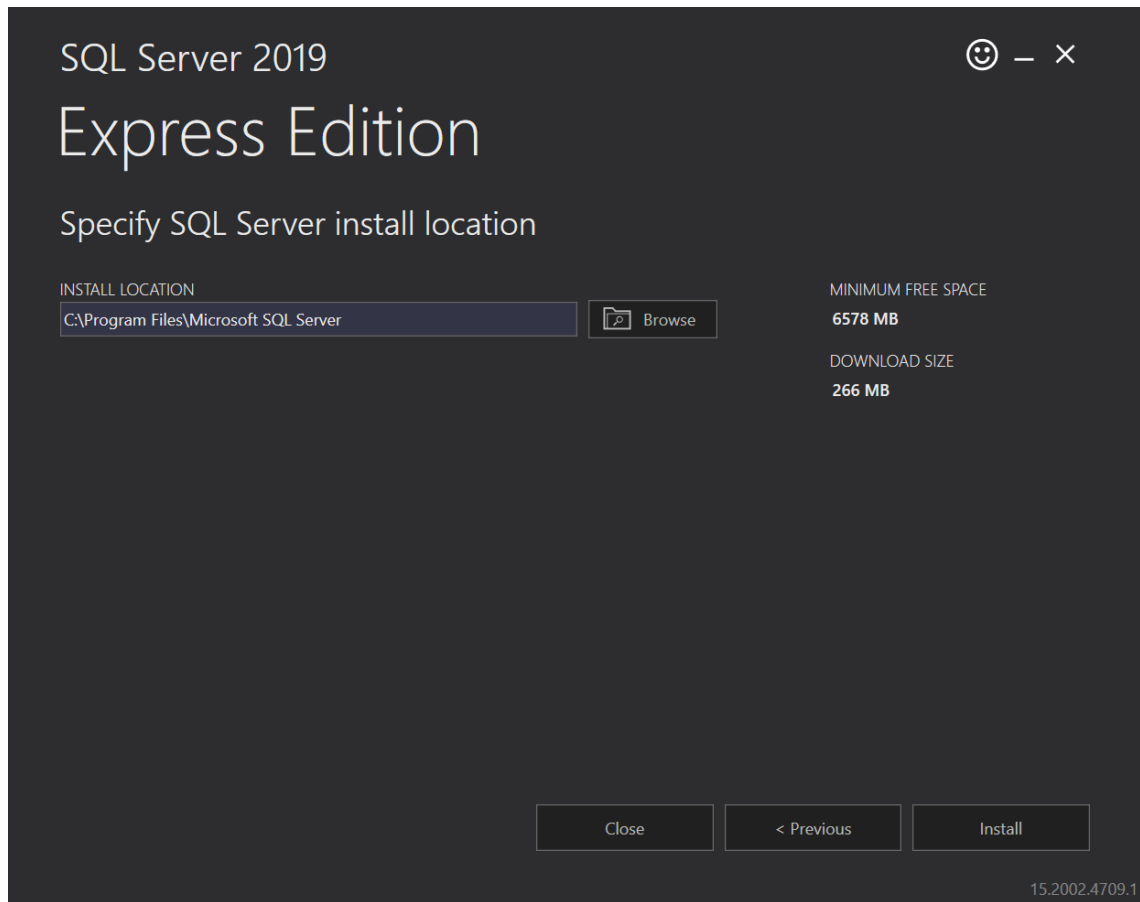 SQL Server 2019
Express Edition
Specify SQL Server install location
INSTALL LOCATION
C:\Program Files\Microsoft SQL Server
Browse
MINIMUM FREE SPACE
6578 MB
DOWNLOAD SIZE
266 MB
Close
< Previous
Install
15.2002.4709.1